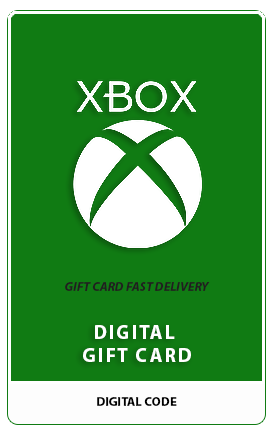 XBOX
GIFT CARD FAST DELIVERY
DIGITAL
GIFT CARD
DIGITAL CODE